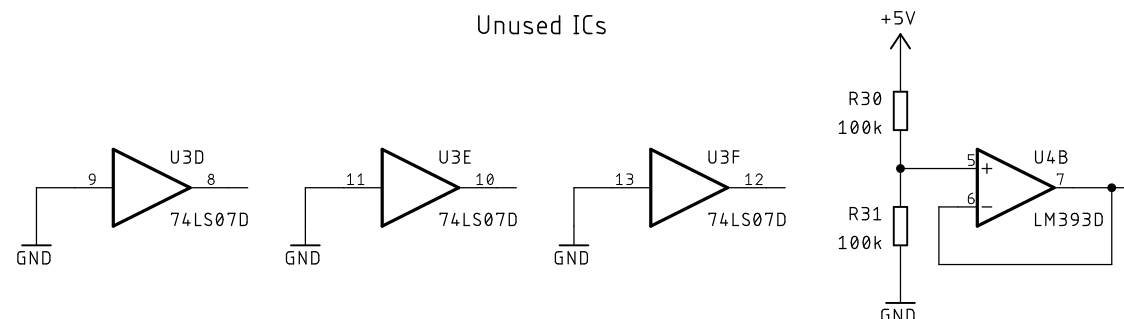 Unused ICs
U3D
9
8
74LS07D
GND
U3E
11
10
74LS07D
GND
U3F
13
12
74LS07D
GND
+5V
R30
100k
R31
100k
GND
U4B
5
+
7
6
−
LM393D